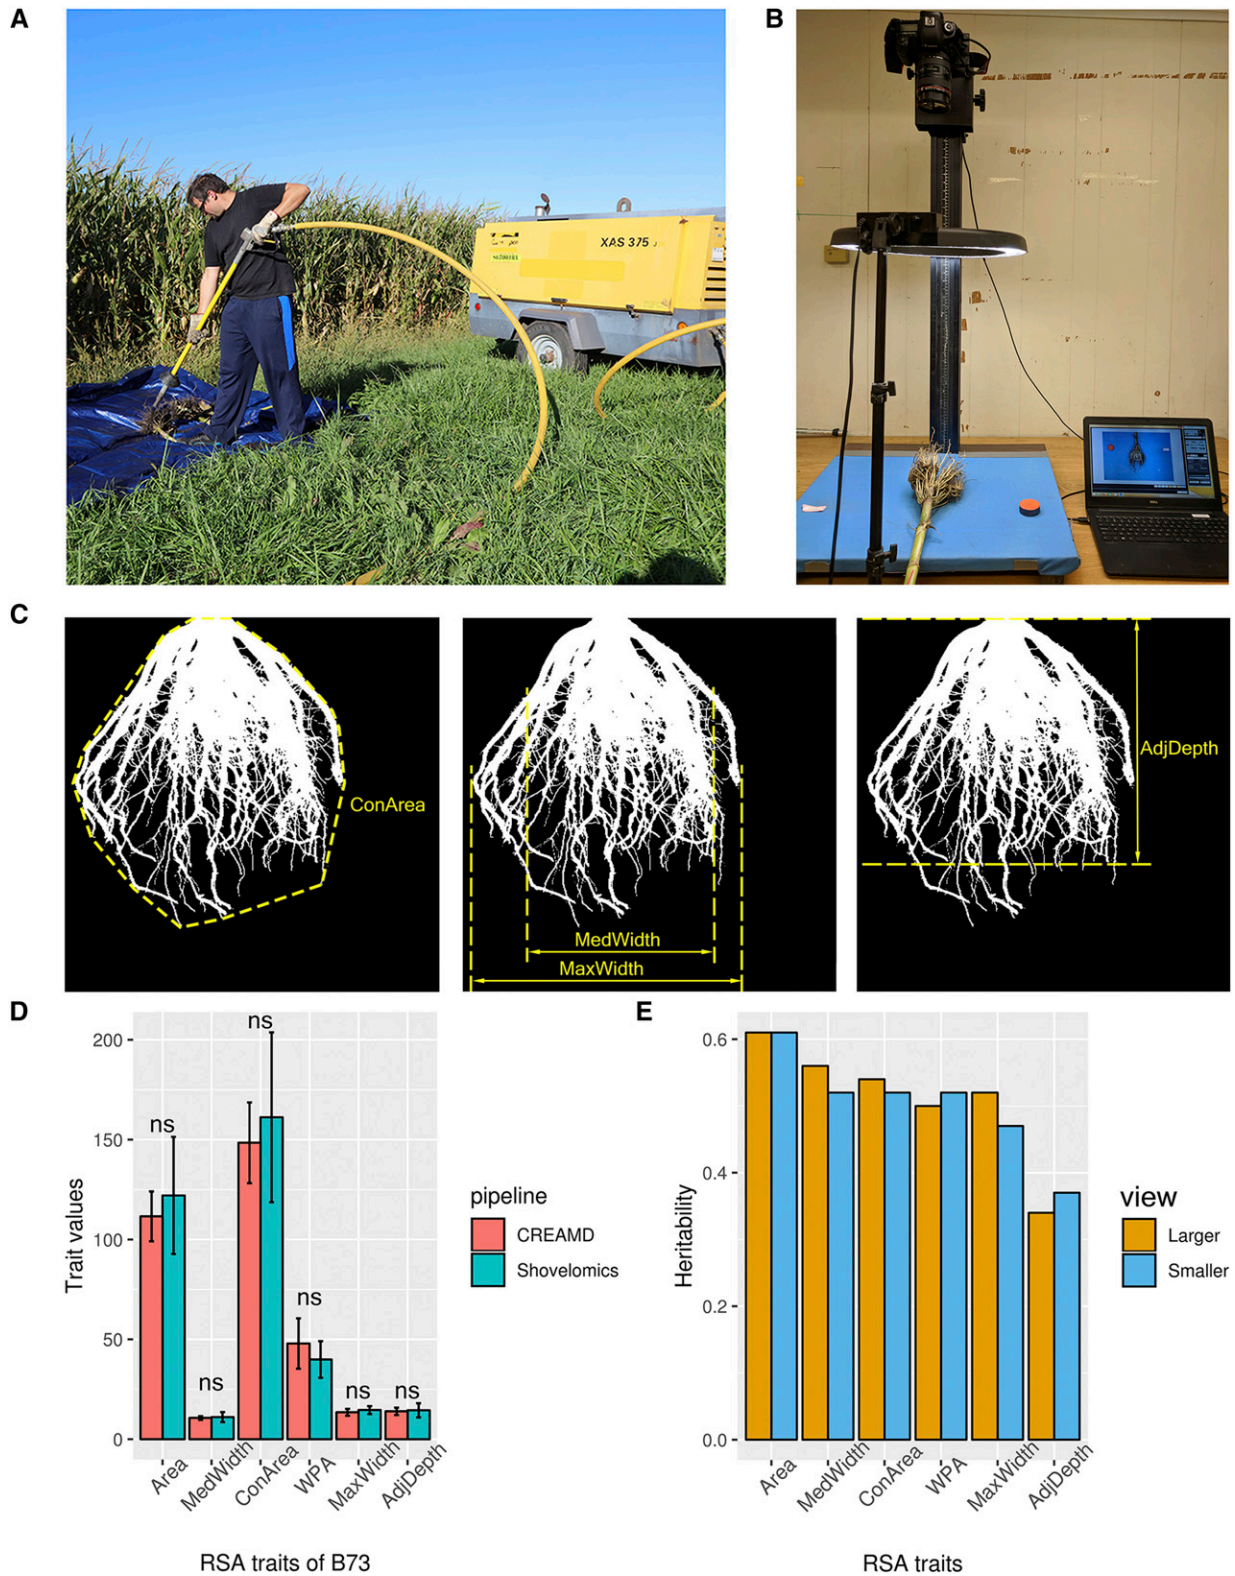 A
B
XAS 375
C
ConArea
MedWidth
MaxWidth
AdjDepth
D
ns
ns
ns
ns
ns
ns
200
150
100
50
0
Trait values
Area
MedWidth
ConArea
WPA
MaxWidth
AdjDepth
RSA traits of B73
pipeline
CREAMD
Shovelomics
E
0.6
0.4
0.2
0.0
Heritability
Area
MedWidth
ConArea
WPA
MaxWidth
AdjDepth
RSA traits
view
Larger
Smaller